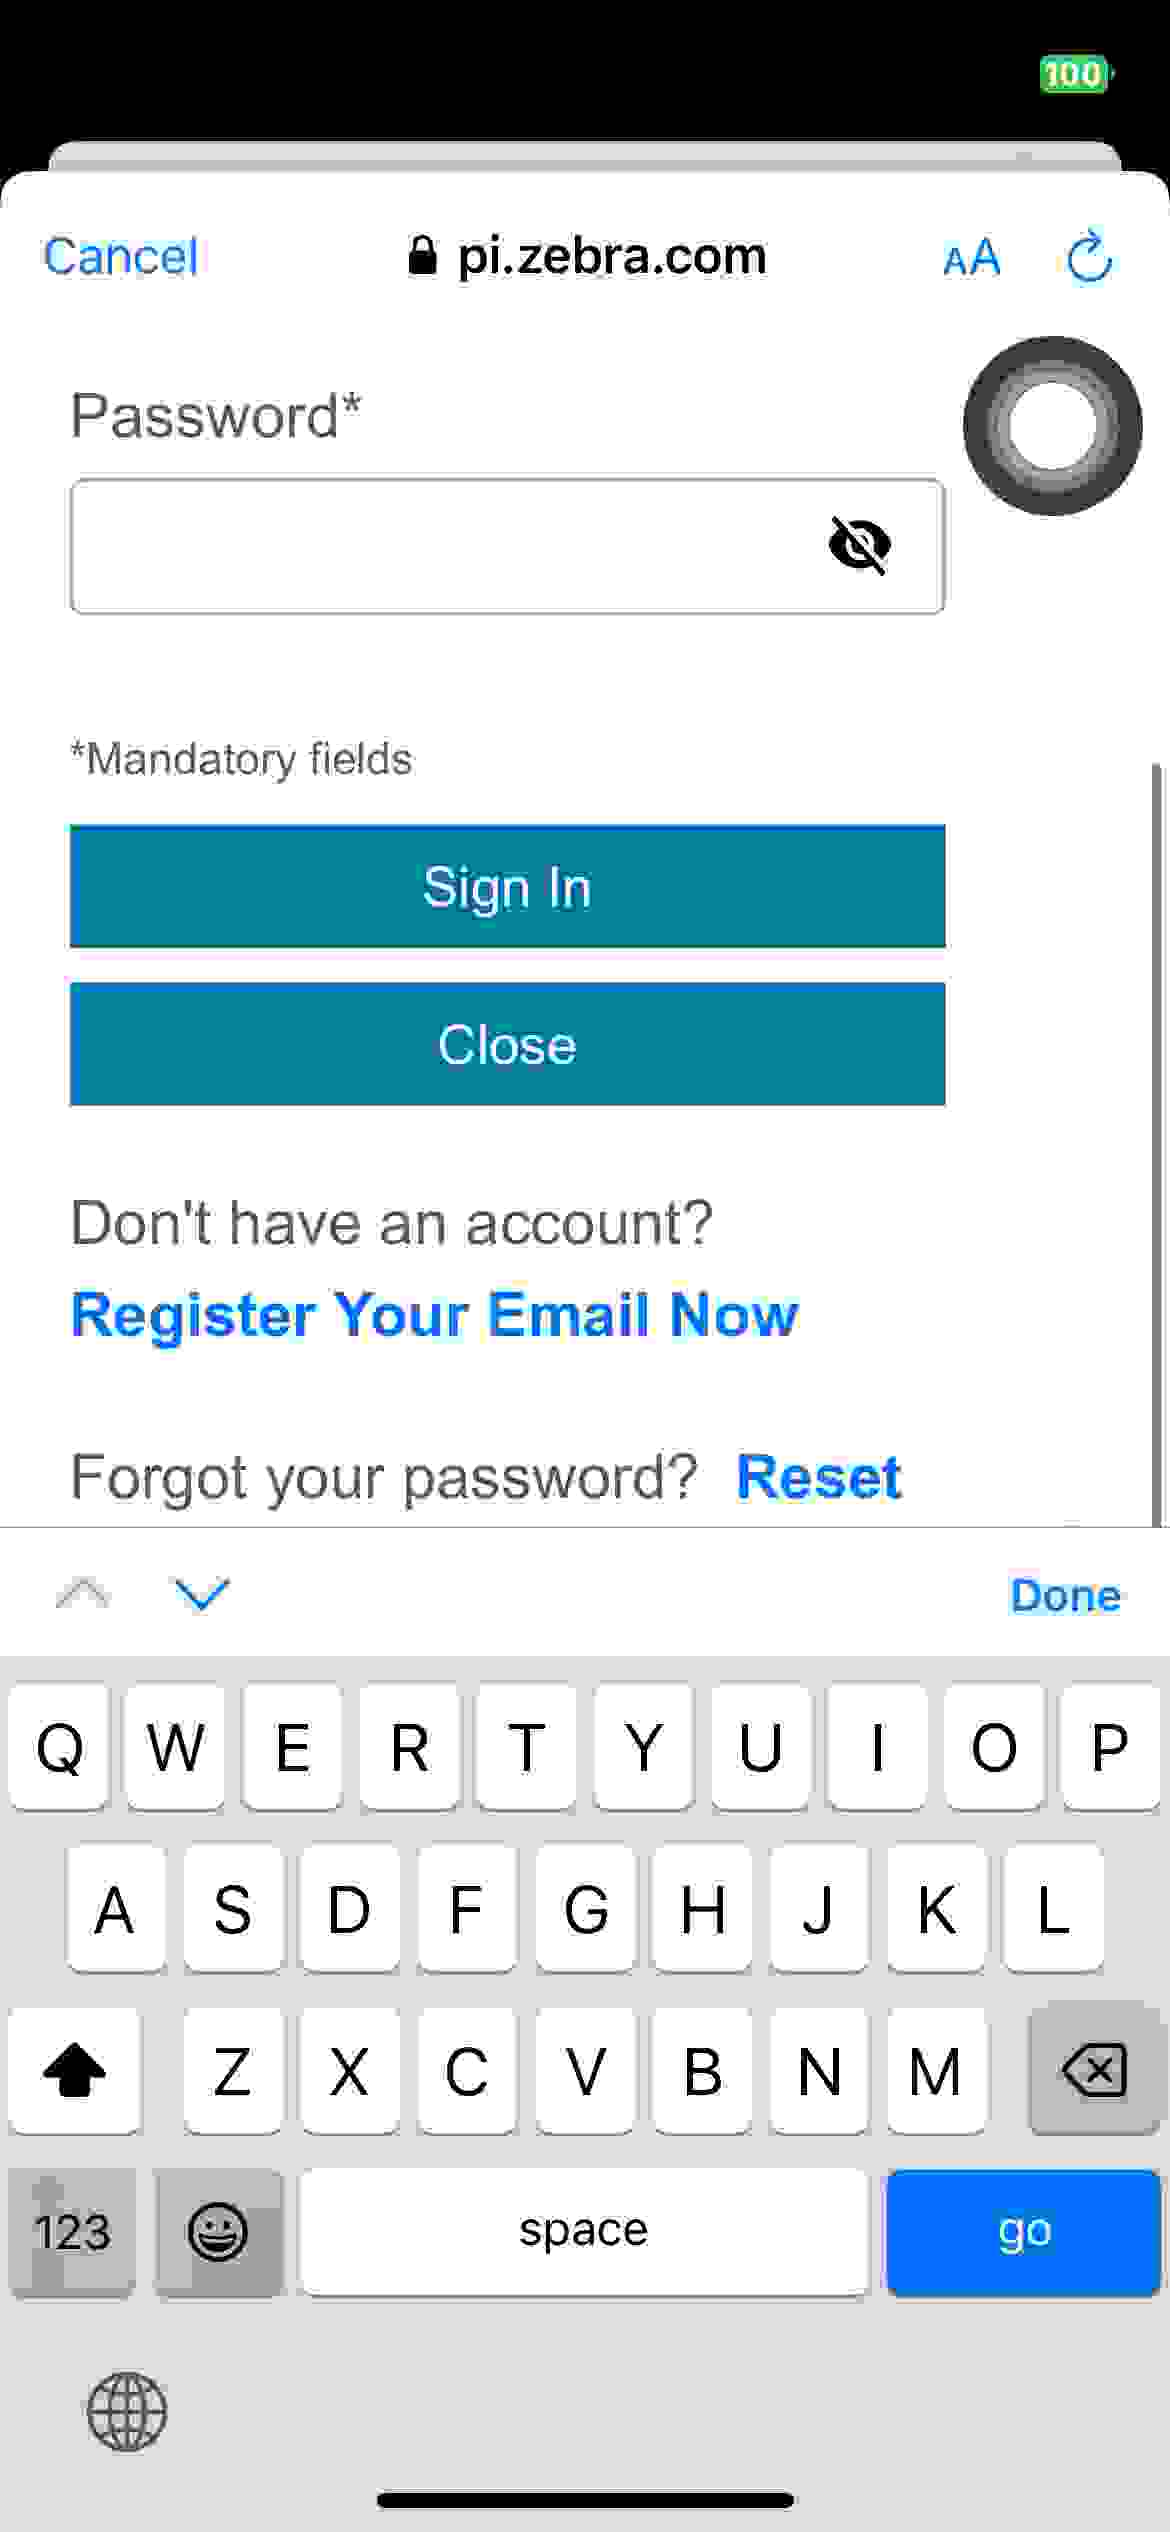 100
Cancel pi.zebra.com AA
Password*
*Mandatory fields
Sign In
Close
Don't have an account?
Register Your Email Now
Forgot your password? Reset
Done
Q W E R T Y U I O P
A S D F G H J K L
Z X C V B N M
123 space go